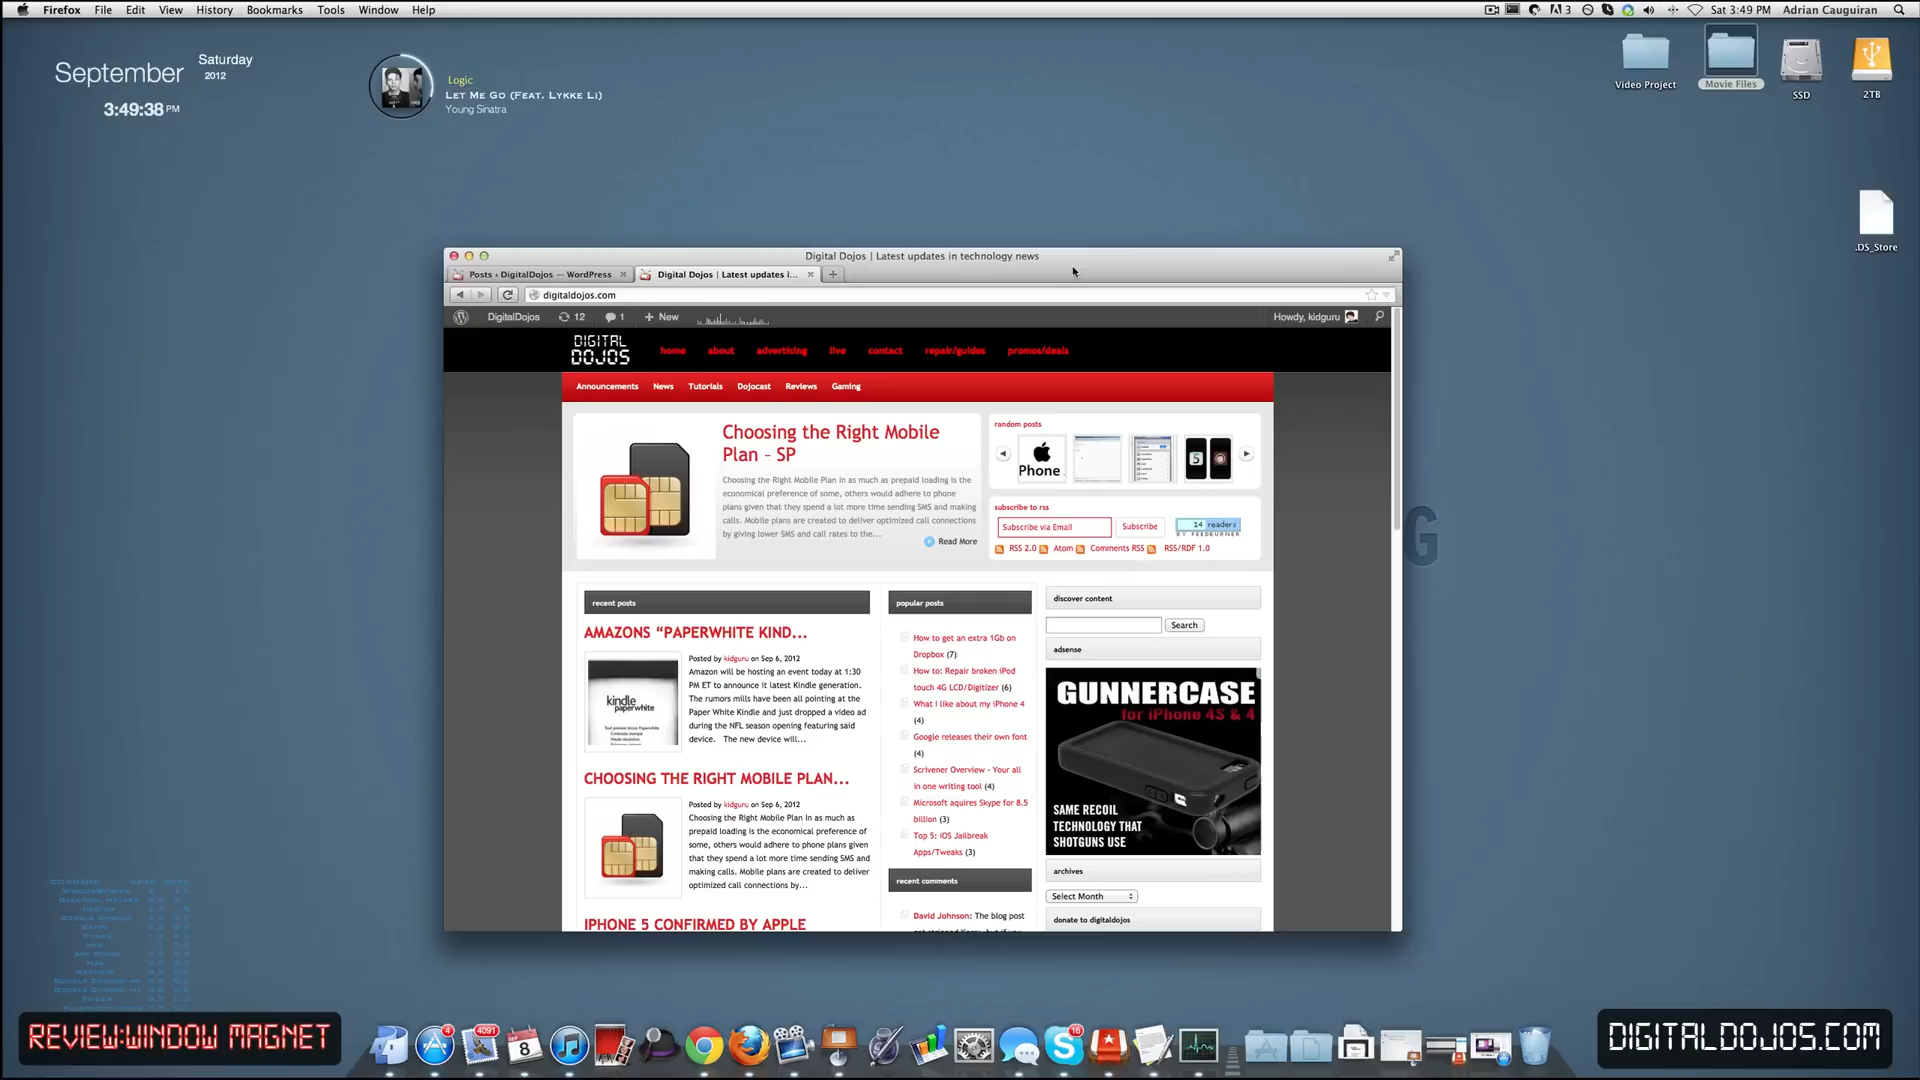 Firefox File Edit View History Bookmarks Tools Window Help
3 Sat 3:49 PM Adrian Cauguiran
September
Saturday
2012
3:49:38 PM
Logic
LET ME GO (FEAT. LYKKE LI)
Young Sinatra
Video Project
Movie Files
SSD
2TB
.DS_Store
Digital Dojos | Latest updates in technology news
Posts ‹ DigitalDojos — WordPress
Digital Dojos | Latest updates i...
digitaldojos.com
DigitalDojos 12 1 + New
Howdy, kidguru
DIGITAL
DOJOS
home about advertising live contact repair/guides promos/deals
Announcements News Tutorials Dojocast Reviews Gaming
Choosing the Right Mobile
Plan – SP
Choosing the Right Mobile Plan In as much as prepaid loading is the
economical preference of some, others would adhere to phone
plans given that they spend a lot more time sending SMS and making
calls. Mobile plans are created to deliver optimized call connections
by giving lower SMS and call rates to the...
Read More
random posts
Phone
5
subscribe to rss
Subscribe via Email
Subscribe
14 readers
BY FEEDBURNER
RSS 2.0 Atom Comments RSS RSS/RDF 1.0
recent posts
AMAZONS “PAPERWHITE KIND...
Posted by kidguru on Sep 6, 2012
Amazon will be hosting an event today at 1:30
PM ET to announce it latest Kindle generation.
The rumors mills have been all pointing at the
Paper White Kindle and just dropped a video ad
during the NFL season opening featuring said
device. The new device will...
kindle
paperwhite
CHOOSING THE RIGHT MOBILE PLAN...
Posted by kidguru on Sep 6, 2012
Choosing the Right Mobile Plan In as much as
prepaid loading is the economical preference of
some, others would adhere to phone plans given
that they spend a lot more time sending SMS and
making calls. Mobile plans are created to deliver
optimized call connections by...
IPHONE 5 CONFIRMED BY APPLE
popular posts
How to get an extra 1Gb on
Dropbox (7)
How to: Repair broken iPod
touch 4G LCD/Digitizer (6)
What I like about my iPhone 4
(4)
Google releases their own font
(4)
Scrivener Overview - Your all
in one writing tool (4)
Microsoft aquires Skype for 8.5
billion (3)
Top 5: iOS Jailbreak
Apps/Tweaks (3)
recent comments
David Johnson: The blog post
discover content
Search
adsense
GUNNERCASE
for iPhone 4S & 4
SAME RECOIL
TECHNOLOGY THAT
SHOTGUNS USE
archives
Select Month
donate to digitaldojos
G
REVIEW:WINDOW MAGNET
4
4091
8
16
DIGITALDOJOS.COM